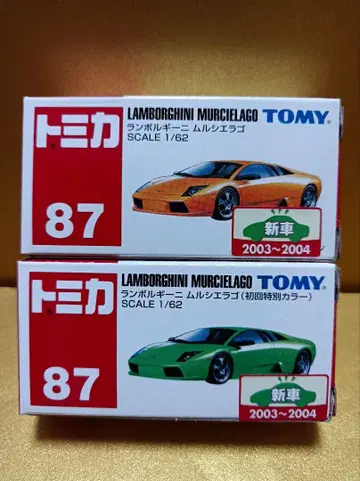 トミカ
87
LAMBORGHINI MURCIELAGO TOMY
ランボルギーニ ムルシエラゴ
SCALE 1/62
新車
2003〜2004
トミカ
87
LAMBORGHINI MURCIELAGO TOMY
ランボルギーニ ムルシエラゴ(初回特別カラー)
SCALE 1/62
新車
2003〜2004